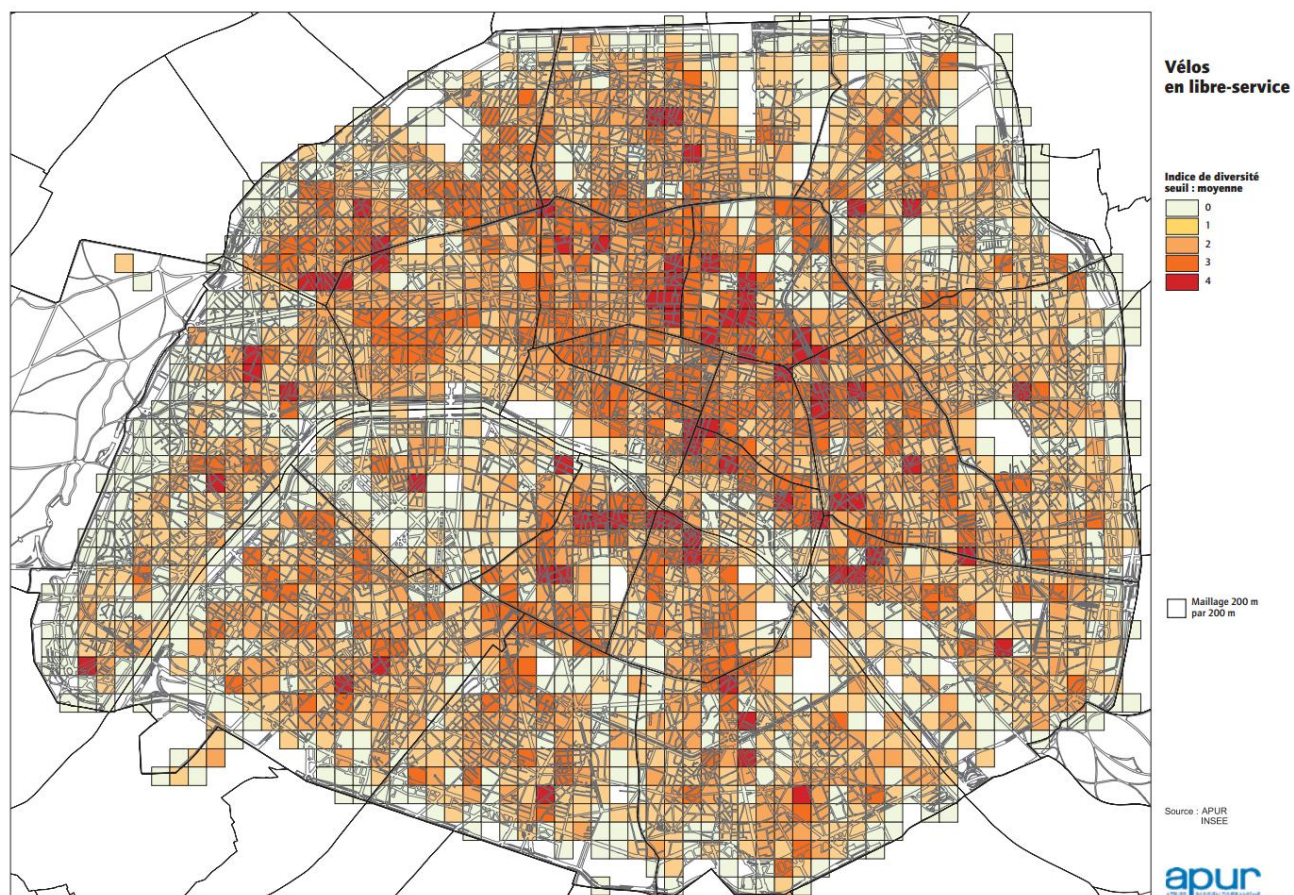 Vélos
en libre-service
Indice de diversité
seuil : moyenne
0
1
2
3
4
Maillage 200 m
par 200 m
Source : APUR
INSEE
apur